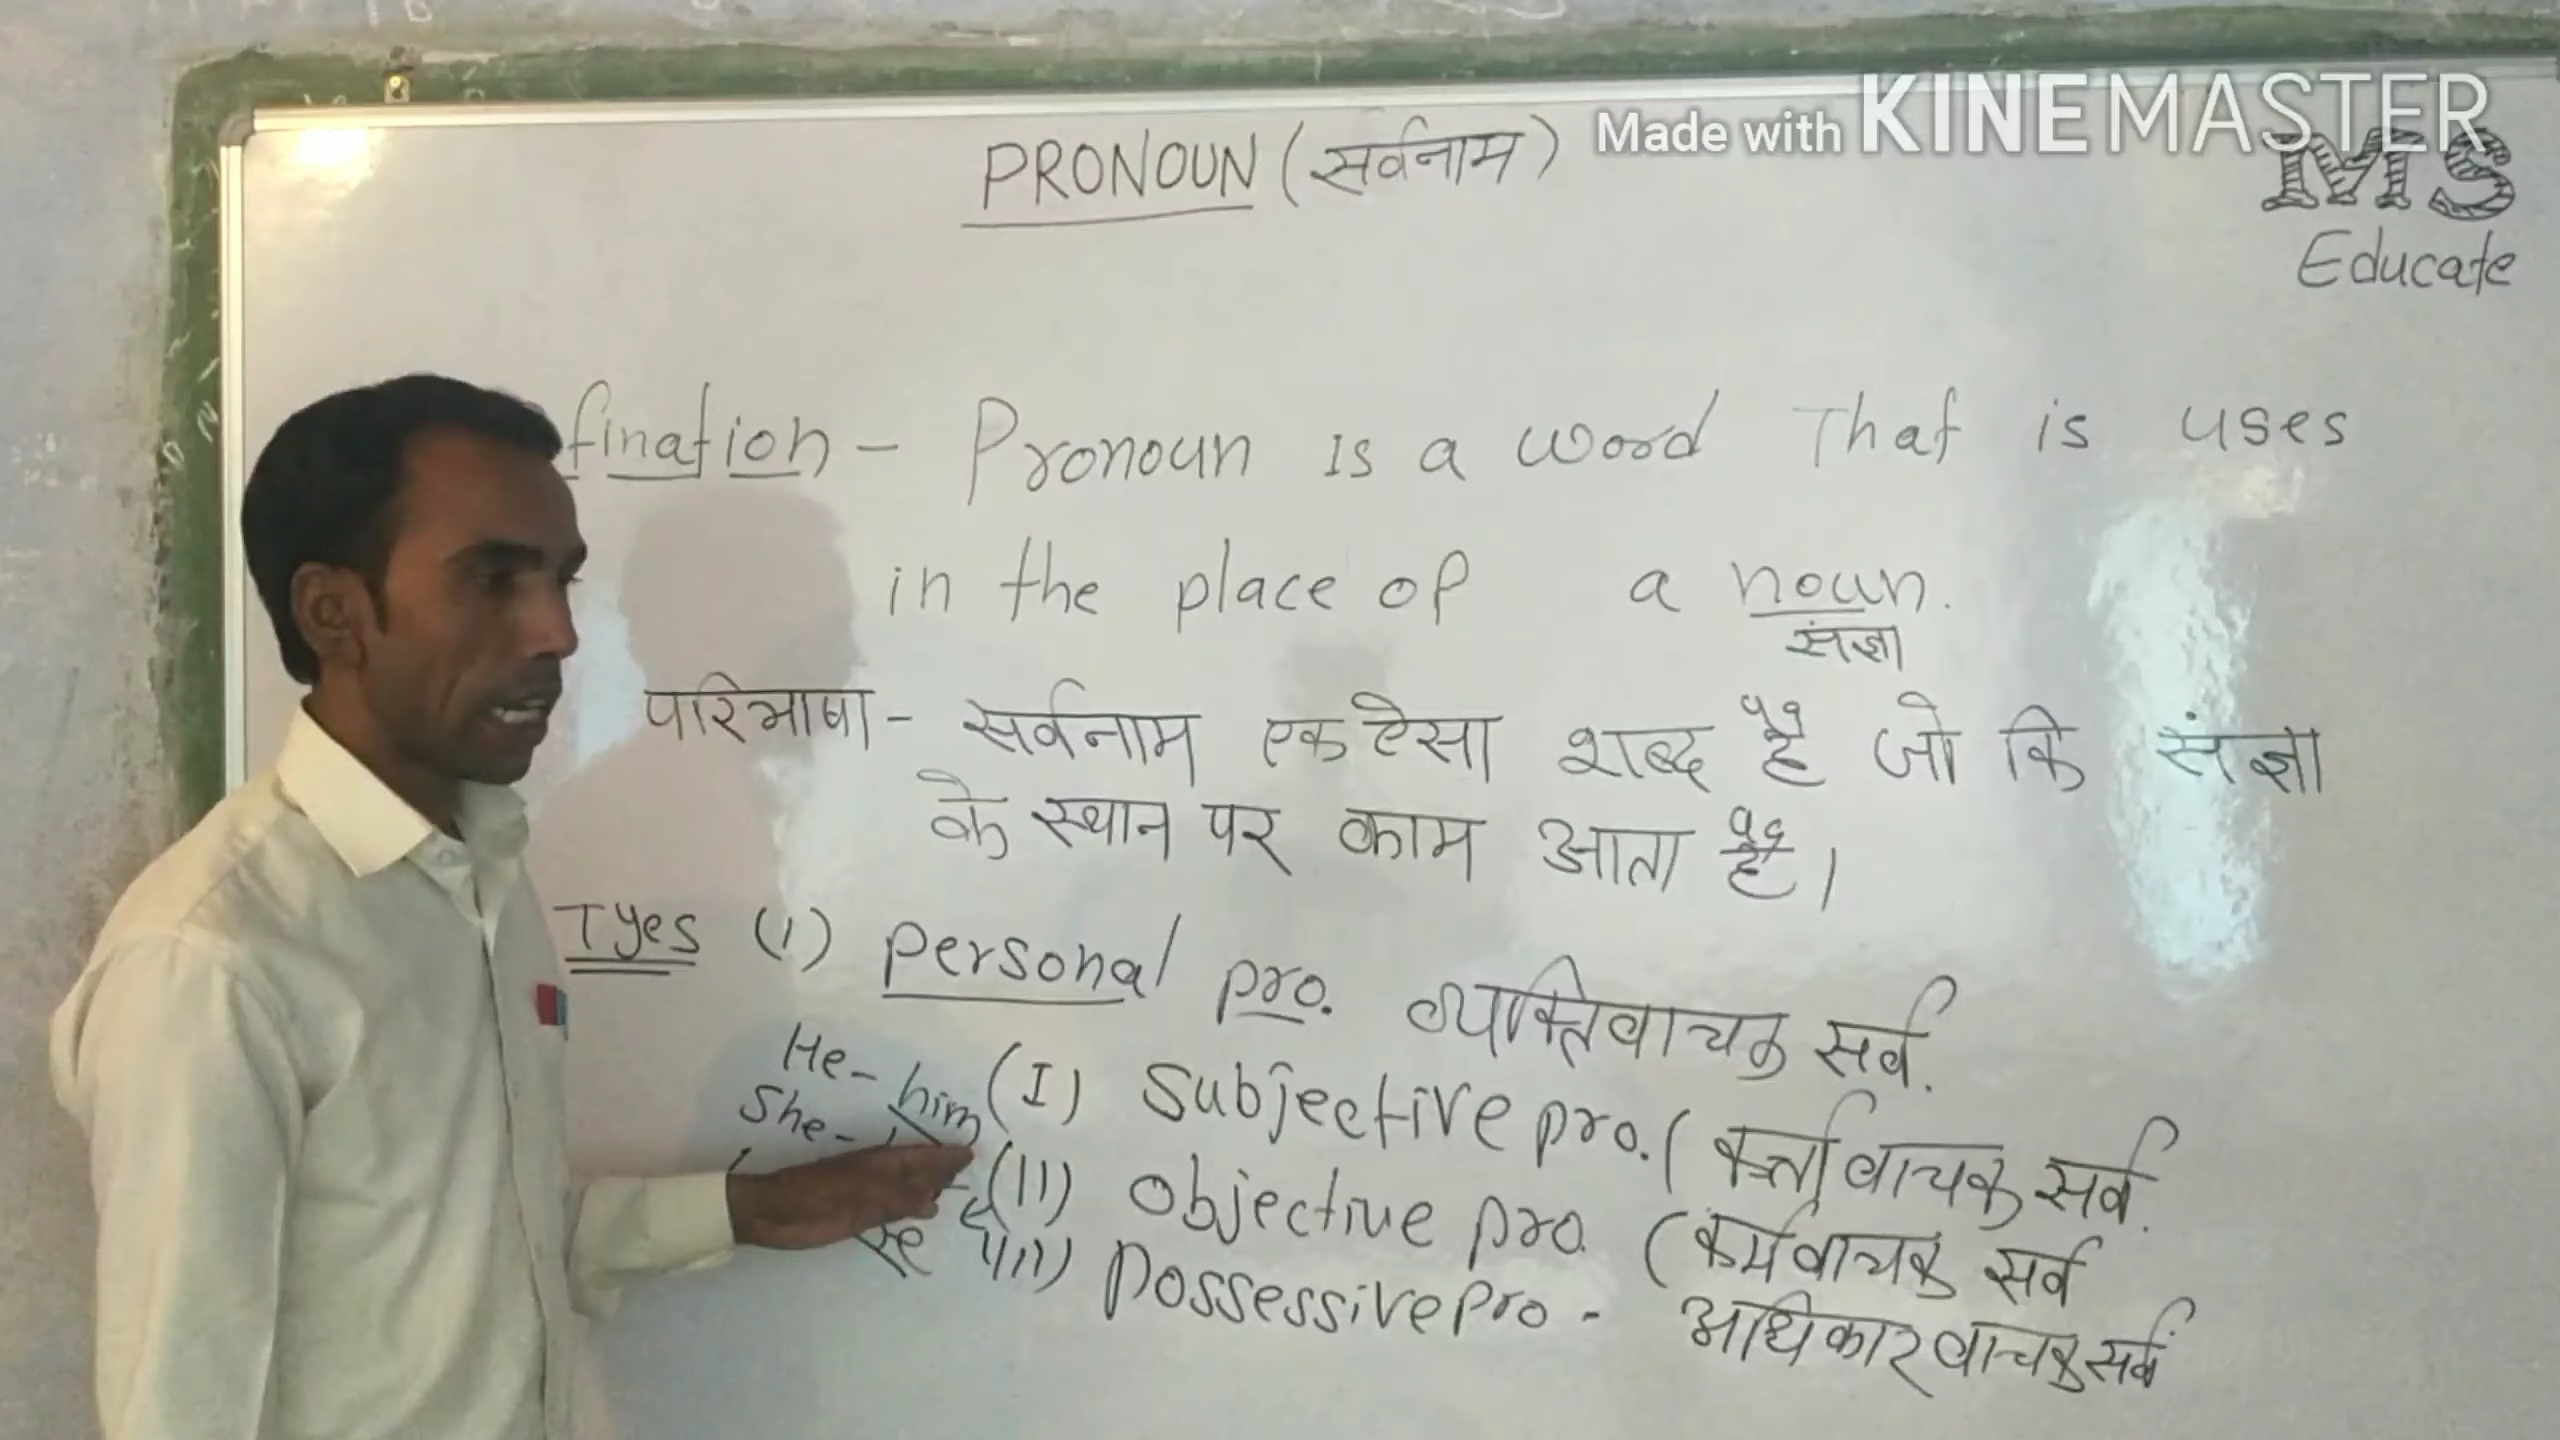 Made with KINEMASTER
PRONOUN (सर्वनाम)
MS
Educate
fination - Pronoun is a word That is uses
in the place of a noun.
संज्ञा
परिभाषा - सर्वनाम एक ऐसा शब्द है जो कि संज्ञा
के स्थान पर काम आता है।
Tyes (1) Personal pro. व्यक्तिवाचक सर्व.
He - him (I) Subjective pro. (कर्त्तावाचक सर्व.
She - (II) Objective pro. (कर्मवाचक सर्व
(III) Possessive pro - अधिकार वाचक सर्व